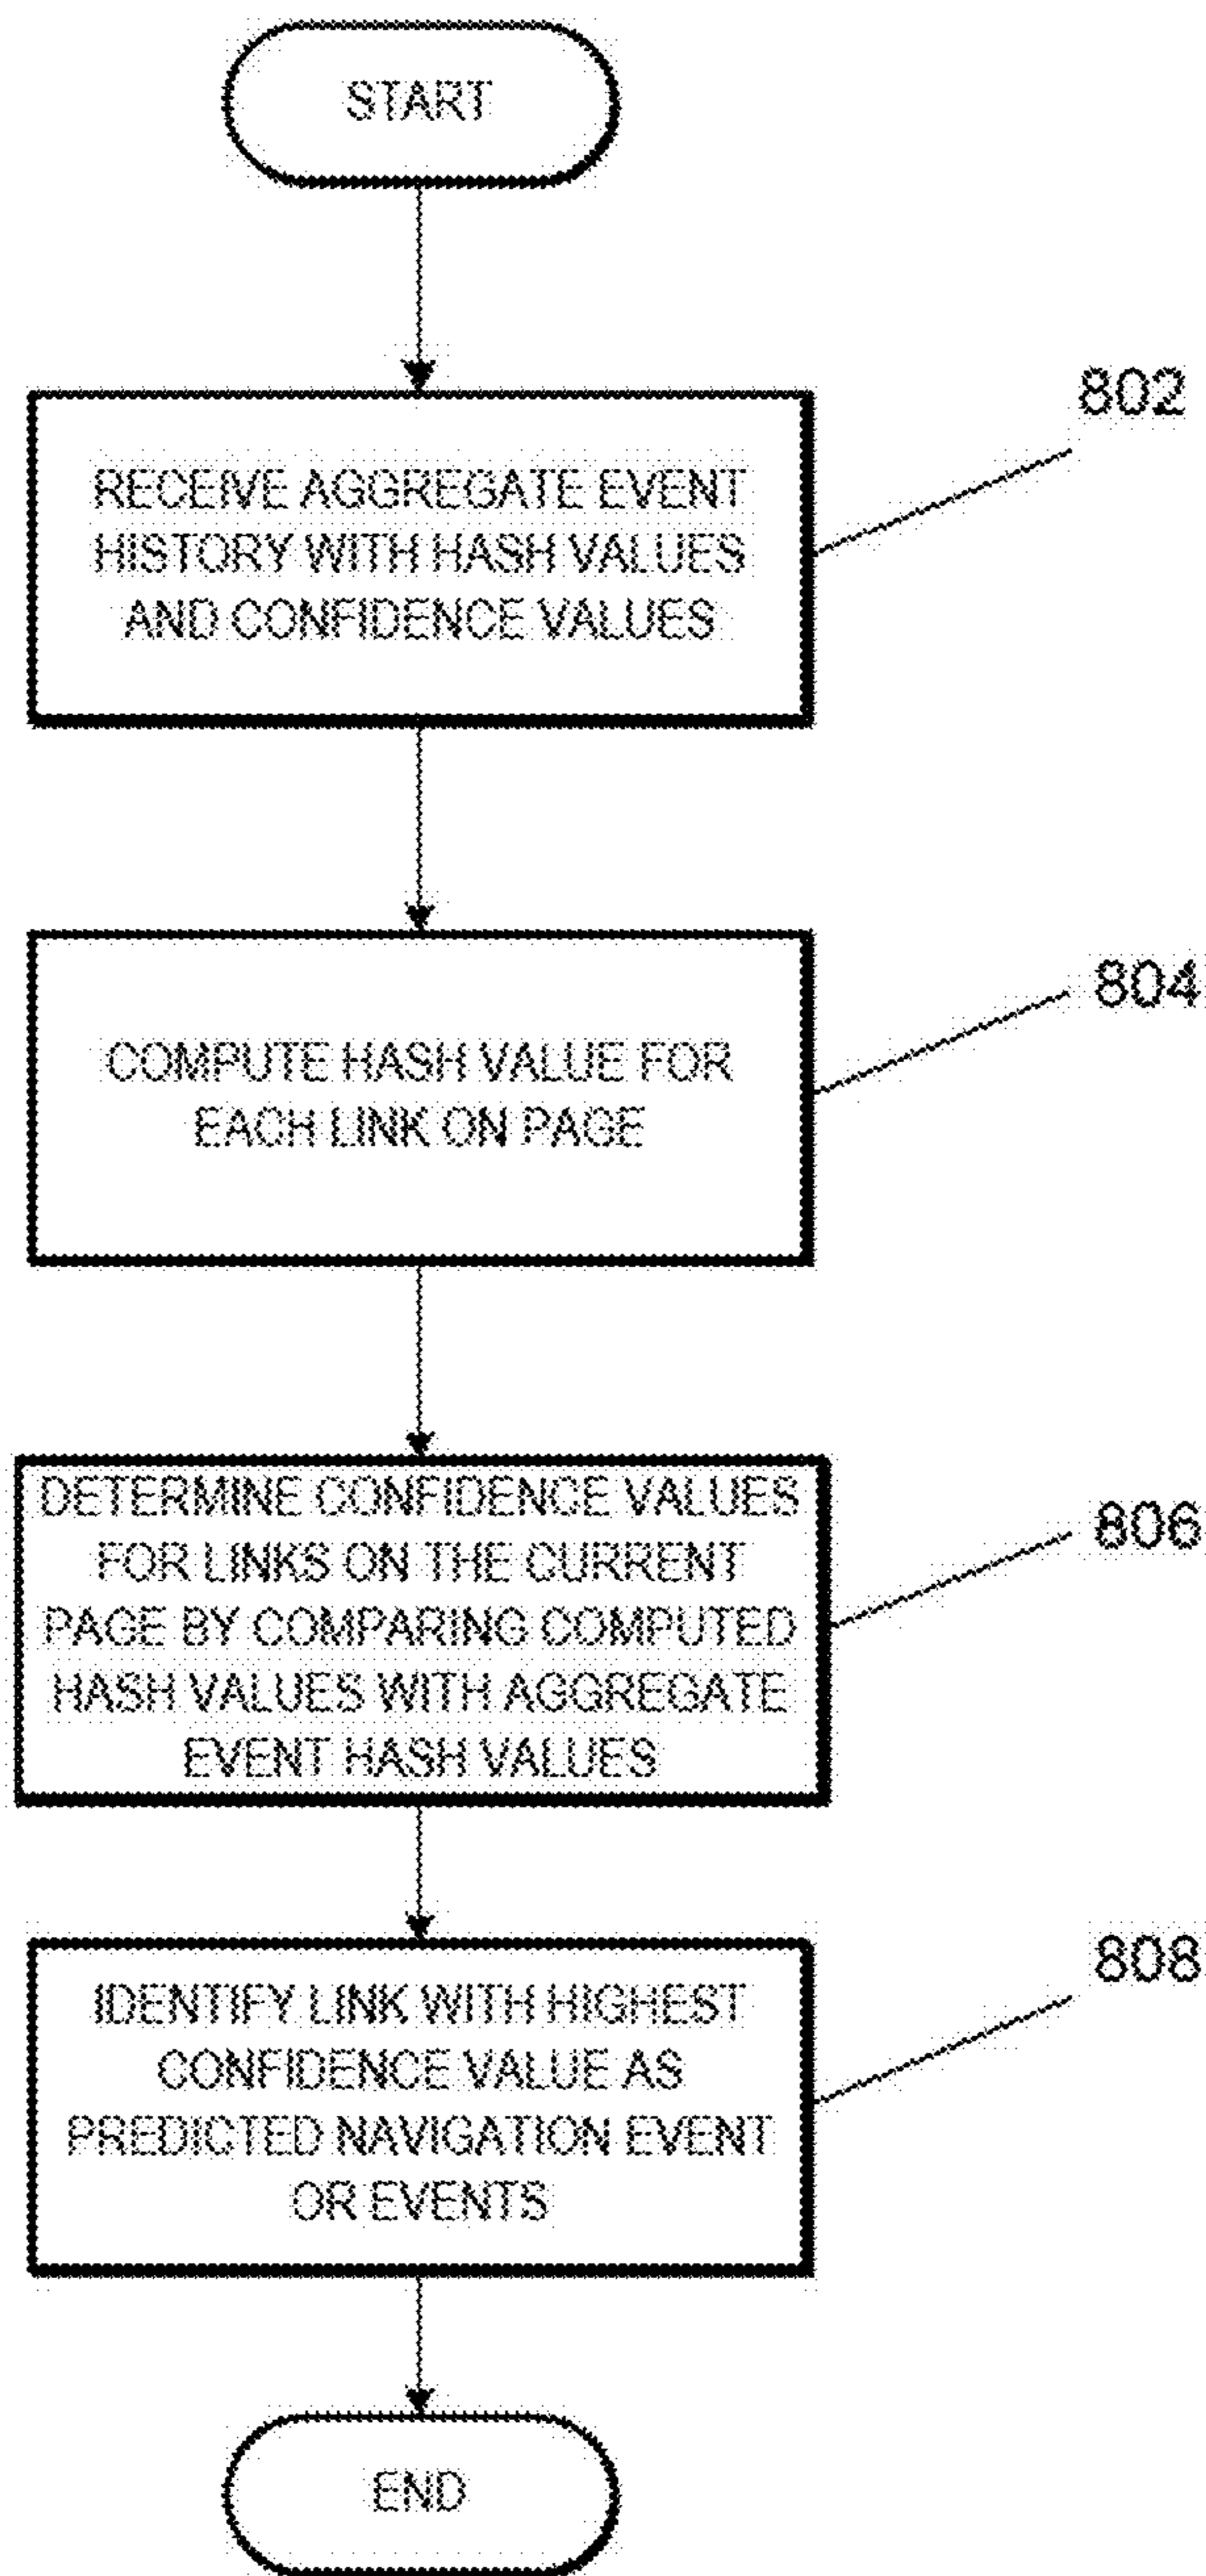 START
802
RECEIVE AGGREGATE EVENT
HISTORY WITH HASH VALUES
AND CONFIDENCE VALUES
804
COMPUTE HASH VALUE FOR
EACH LINK ON PAGE
806
DETERMINE CONFIDENCE VALUES
FOR LINKS ON THE CURRENT
PAGE BY COMPARING COMPUTED
HASH VALUES WITH AGGREGATE
EVENT HASH VALUES
808
IDENTIFY LINK WITH HIGHEST
CONFIDENCE VALUE AS
PREDICTED NAVIGATION EVENT
OR EVENTS
END